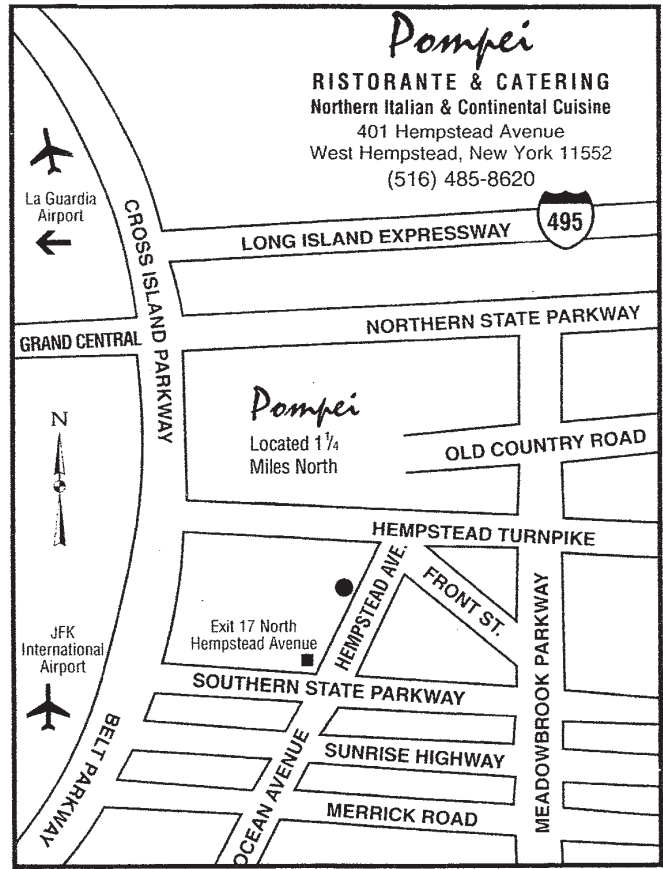 Pompei
RISTORANTE & CATERING
Northern Italian & Continental Cuisine
401 Hempstead Avenue
West Hempstead, New York 11552
(516) 485-8620
La Guardia
Airport
CROSS ISLAND PARKWAY
LONG ISLAND EXPRESSWAY
495
GRAND CENTRAL
NORTHERN STATE PARKWAY
N
Pompei
Located 1 1/4
Miles North
OLD COUNTRY ROAD
HEMPSTEAD TURNPIKE
HEMPSTEAD AVE.
FRONT ST.
MEADOWBROOK PARKWAY
Exit 17 North
Hempstead Avenue
JFK
International
Airport
SOUTHERN STATE PARKWAY
BELT PARKWAY
OCEAN AVENUE
SUNRISE HIGHWAY
MERRICK ROAD